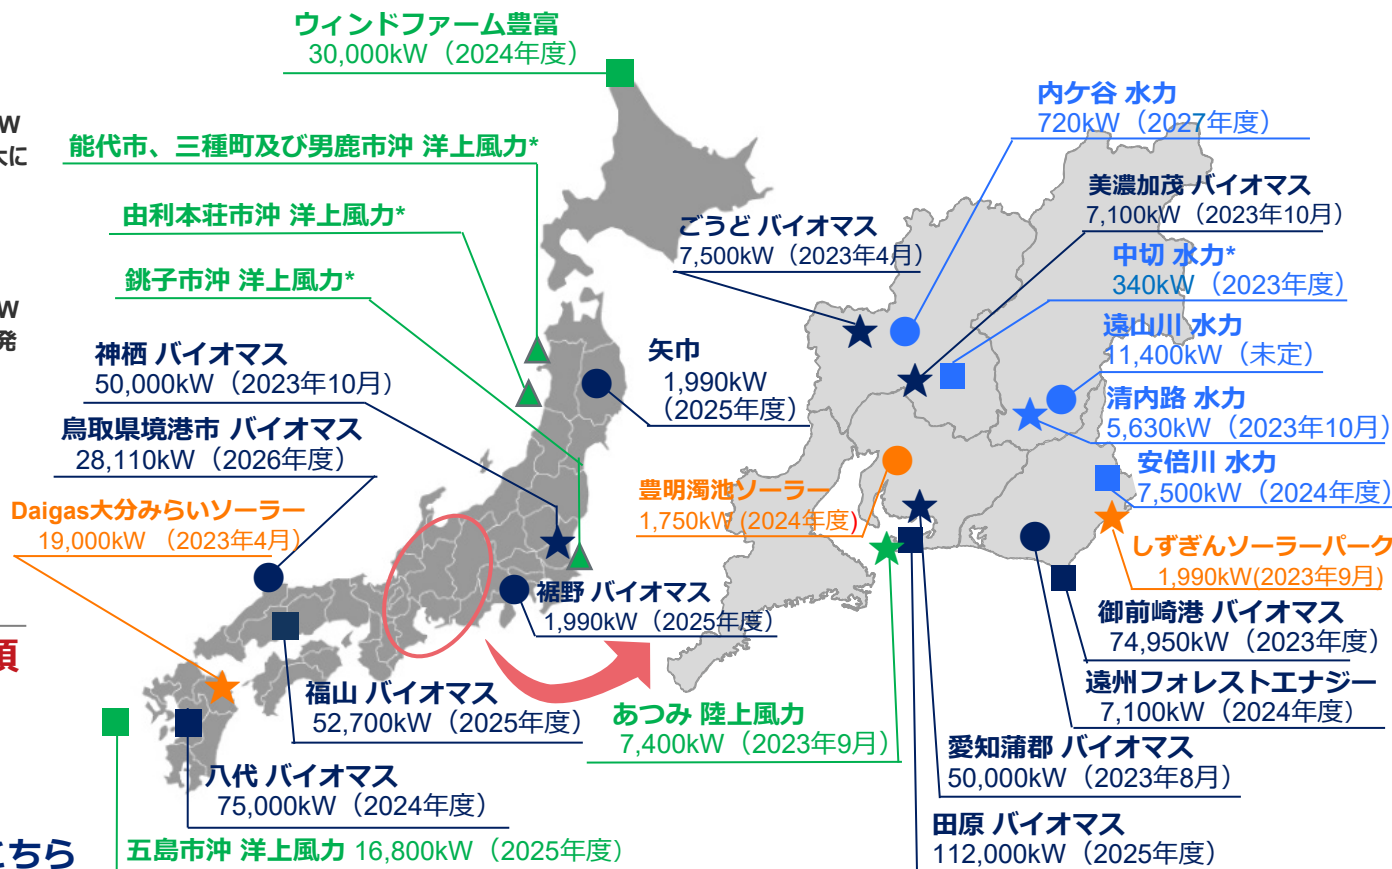 ウィンドファーム豊富
30,000kW（2024年度）
W
大に
能代市、三種町及び男鹿市沖 洋上風力*
由利本荘市沖 洋上風力*
銚子市沖 洋上風力*
W
発
神栖 バイオマス
50,000kW（2023年10月）
鳥取県境港市 バイオマス
28,110kW（2026年度）
Daigas大分みらいソーラー
19,000kW （2023年4月）
矢巾
1,990kW
（2025年度）
裾野 バイオマス
1,990kW（2025年度）
福山 バイオマス
52,700kW（2025年度）
八代 バイオマス
75,000kW（2024年度）
五島市沖 洋上風力 16,800kW（2025年度）
こちら
内ケ谷 水力
720kW（2027年度）
美濃加茂 バイオマス
7,100kW（2023年10月）
ごうど バイオマス
7,500kW（2023年4月）
中切 水力*
340kW（2023年度）
遠山川 水力
11,400kW（未定）
清内路 水力
5,630kW（2023年10月）
安倍川 水力
7,500kW（2024年度）
豊明濁池ソーラー
1,750kW (2024年度）
しずぎんソーラーパーク
1,990kW(2023年9月)
御前崎港 バイオマス
74,950kW（2023年度）
遠州フォレストエナジー
7,100kW（2024年度）
あつみ 陸上風力
7,400kW（2023年9月）
愛知蒲郡 バイオマス
50,000kW（2023年8月）
田原 バイオマス
112,000kW（2025年度）